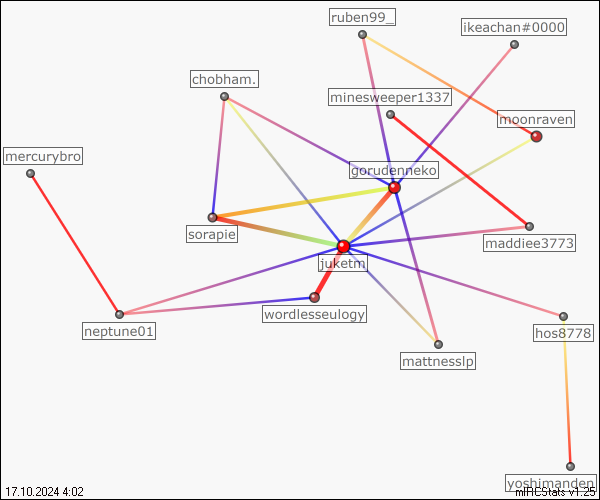 ruben99_
ikeachan#0000
chobham.
minesweeper1337
moonraven
mercurybro
gorudenneko
sorapie
maddiee3773
juketm
wordlesseulogy
neptune01
hos8778
mattnesslp
yoshimanden
17.10.2024 4:02
mIRCStats v1.25